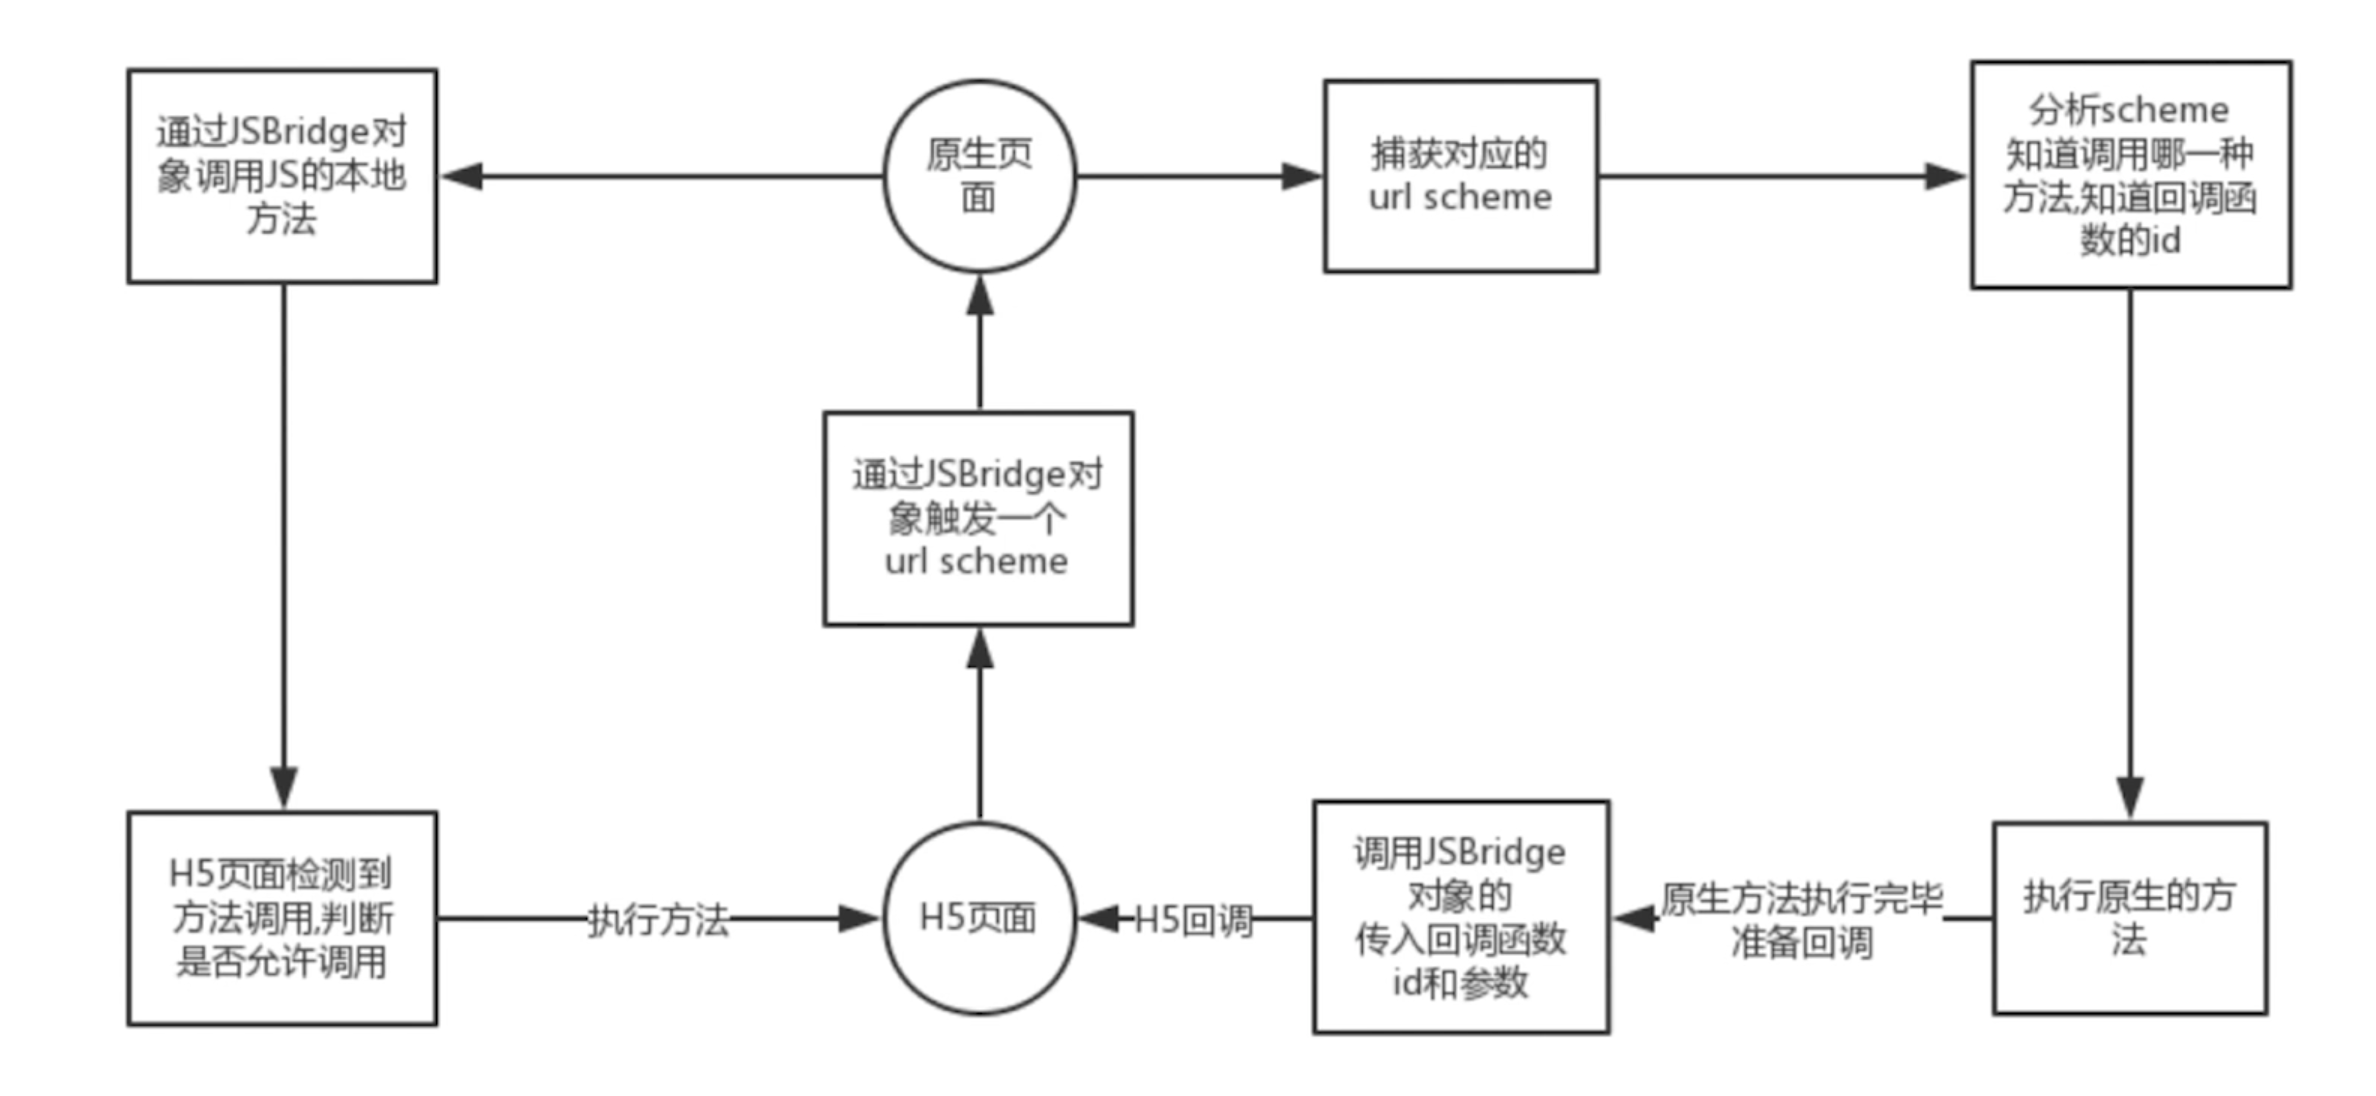 通过JSBridge对
象调用JS的本地
方法
原生页
面
捕获对应的
url scheme
分析scheme
知道调用哪一种
方法,知道回调函
数的id
通过JSBridge对
象触发一个
url scheme
H5页面检测到
方法调用,判断
是否允许调用
执行方法
H5页面
H5回调
调用JSBridge
对象的
传入回调函数
id和参数
原生方法执行完毕
准备回调
执行原生的方
法